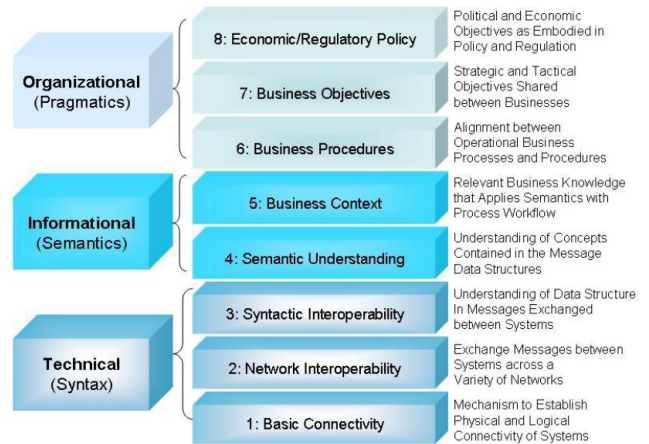 Organizational
(Pragmatics)
8: Economic/Regulatory Policy
Political and Economic
Objectives as Embodied in
Policy and Regulation
7: Business Objectives
Strategic and Tactical
Objectives Shared
between Businesses
6: Business Procedures
Alignment between
Operational Business
Processes and Procedures
Informational
(Semantics)
5: Business Context
Relevant Business Knowledge
that Applies Semantics with
Process Workflow
4: Semantic Understanding
Understanding of Concepts
Contained in the Message
Data Structures
Technical
(Syntax)
3: Syntactic Interoperability
Understanding of Data Structure
In Messages Exchanged
between Systems
2: Network Interoperability
Exchange Messages between
Systems across a
Variety of Networks
1: Basic Connectivity
Mechanism to Establish
Physical and Logical
Connectivity of Systems